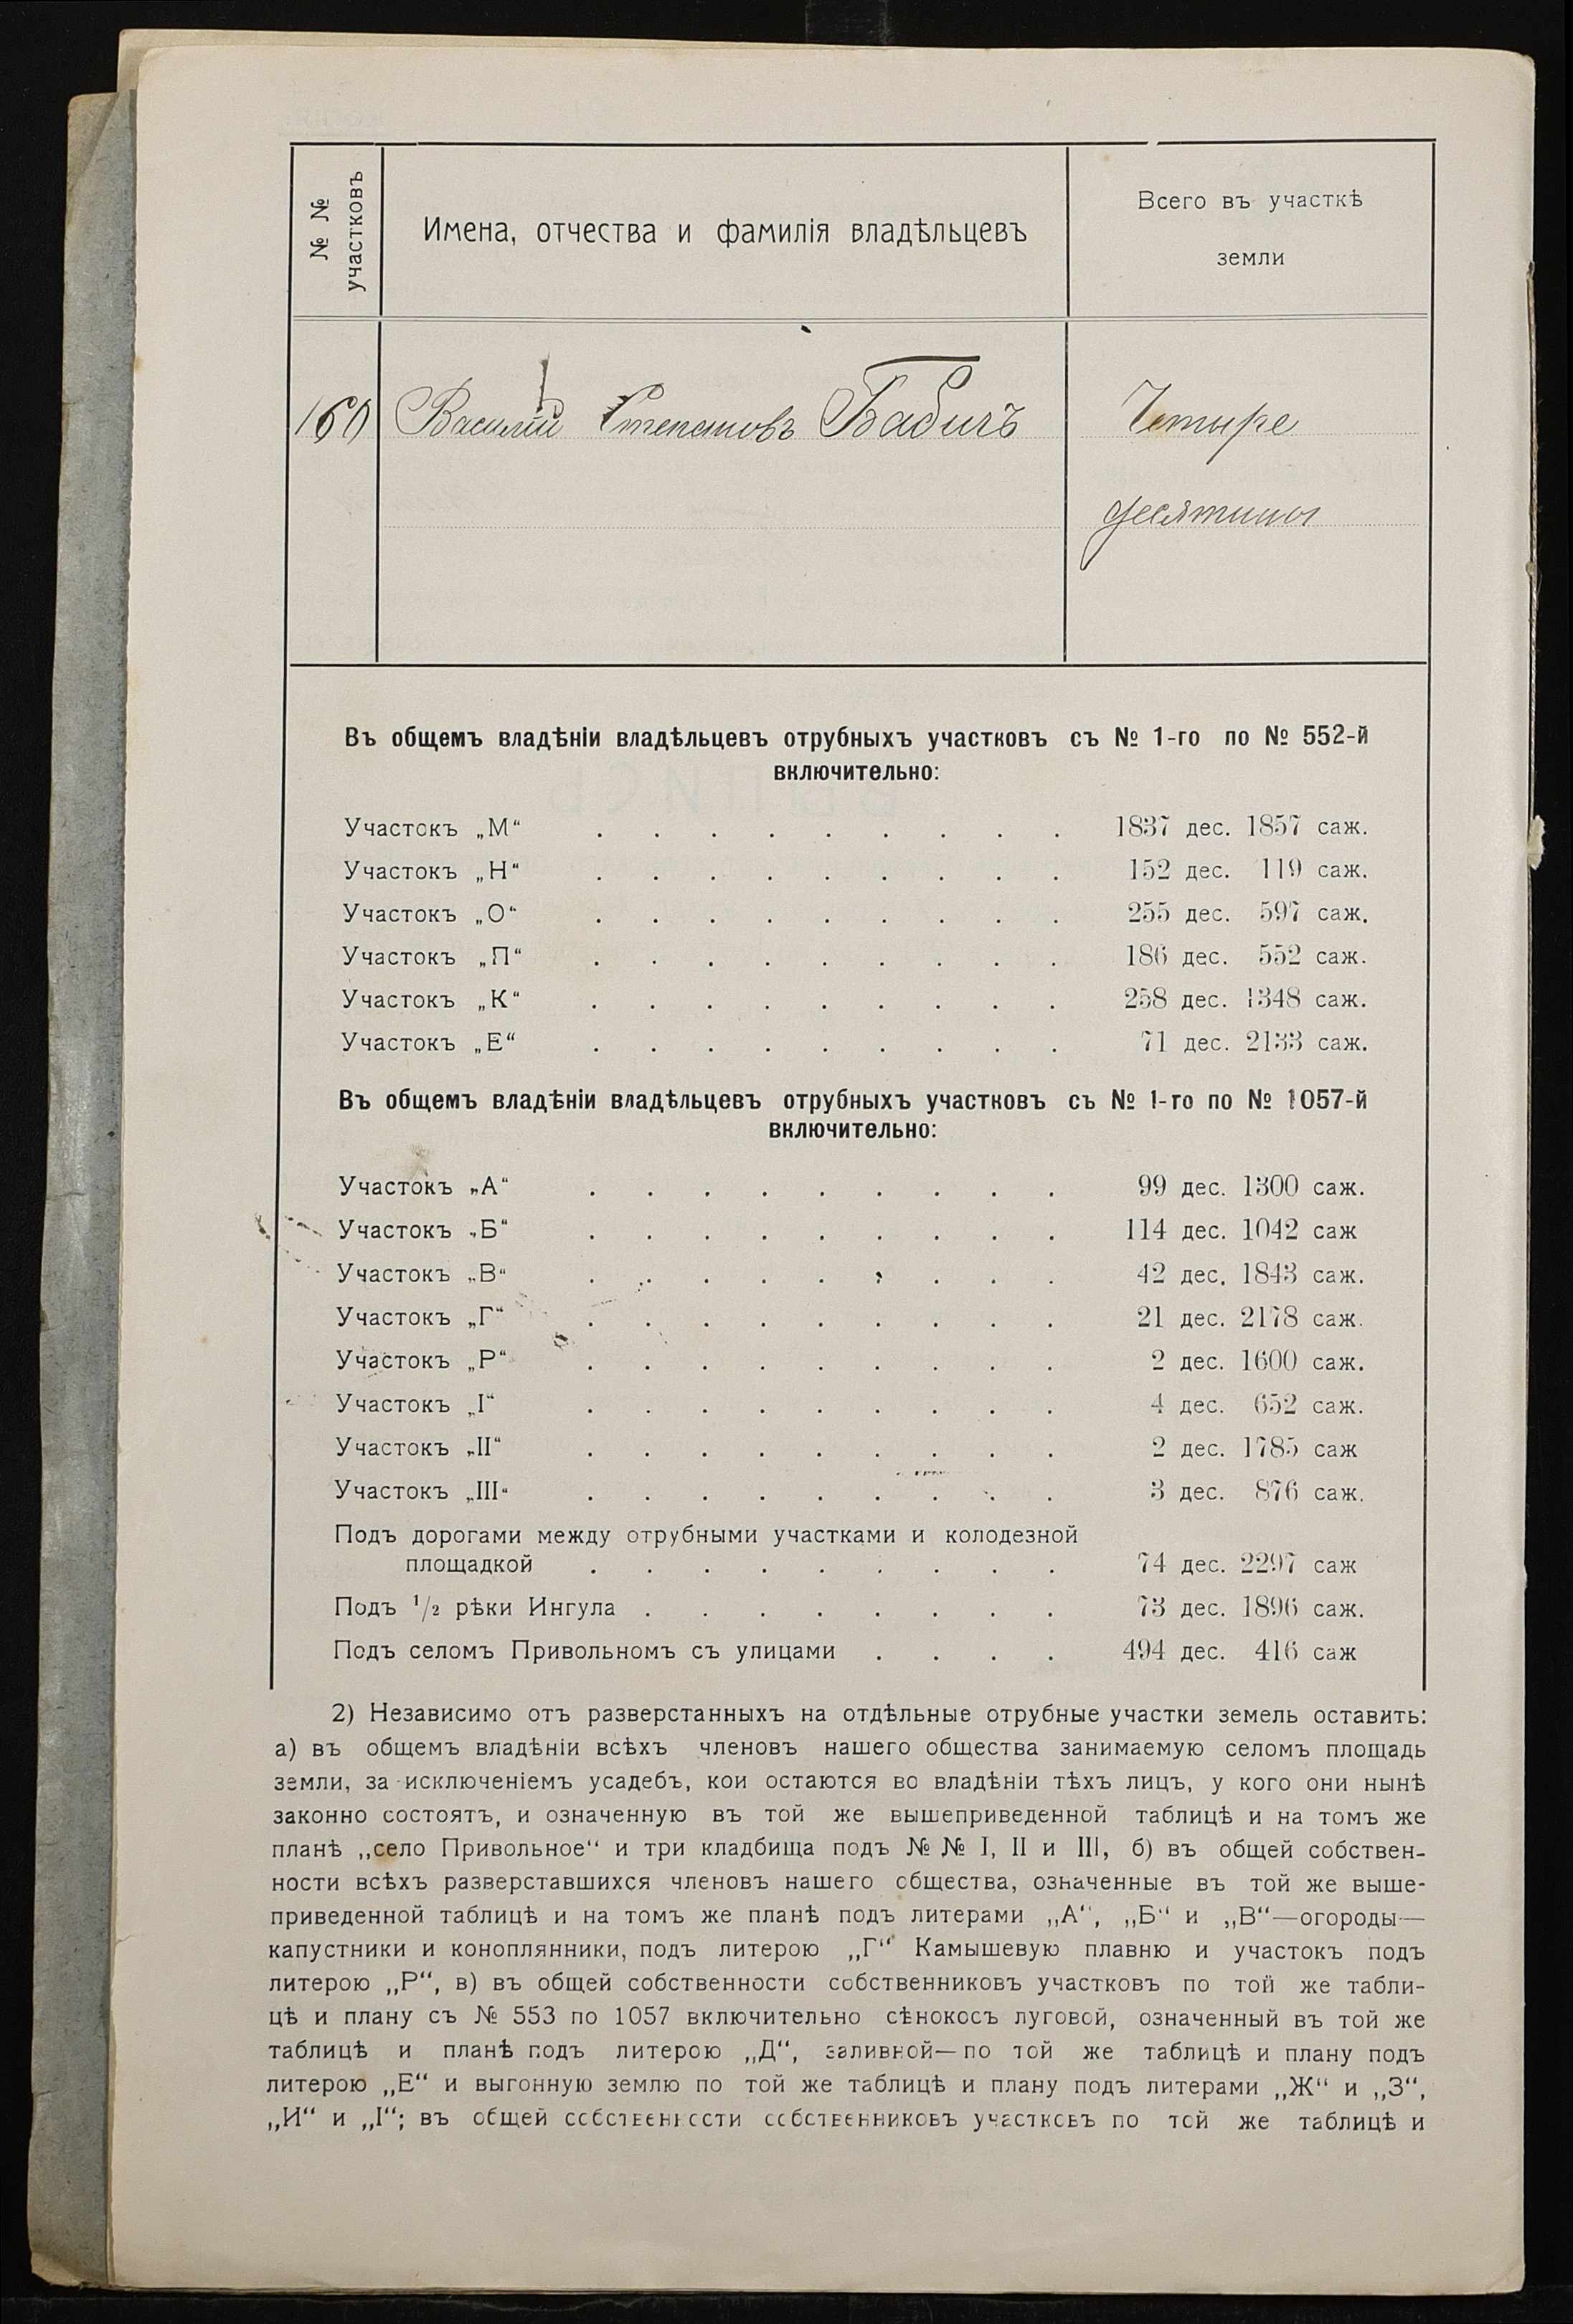 № №
участковъ
Имена, отчества и фамилія владѣльцевъ
Всего въ участкѣ
земли
160 Василій Степановъ Бабичъ Четыре
десятины
Въ общемъ владѣніи владѣльцевъ отрубныхъ участковъ съ № 1-го по № 552-й
включительно:
Участокъ „М“ . . . . . . . . . 1837 дес. 1857 саж.
Участокъ „Н“ . . . . . . . . . 152 дес. 119 саж.
Участокъ „О“ . . . . . . . . . 255 дес. 597 саж.
Участокъ „П“ . . . . . . . . . 186 дес. 552 саж.
Участокъ „К“ . . . . . . . . . 258 дес. 1348 саж.
Участокъ „Е“ . . . . . . . . . 71 дес. 2133 саж.
Въ общемъ владѣніи владѣльцевъ отрубныхъ участковъ съ № 1-го по № 1057-й
включительно:
Участокъ „А“ . . . . . . . . . 99 дес. 1300 саж.
Участокъ „Б“ . . . . . . . . . 114 дес. 1042 саж
Участокъ „В“ . . . . . . . . . 42 дес. 1843 саж.
Участокъ „Г“ . . . . . . . . . 21 дес. 2178 саж.
Участокъ „Р“ . . . . . . . . . 2 дес. 1600 саж.
Участокъ „I“ . . . . . . . . . 4 дес. 652 саж.
Участокъ „II“ . . . . . . . . . 2 дес. 1785 саж
Участокъ „III“ . . . . . . . . . 3 дес. 876 саж.
Подъ дорогами между отрубными участками и колодезной
площадкой . . . . . . . . . 74 дес. 2297 саж
Подъ 1/2 рѣки Ингула . . . . . . . . 73 дес. 1896 саж.
Подъ селомъ Привольномъ съ улицами . . . . 494 дес. 416 саж
2) Независимо отъ разверстанныхъ на отдѣльные отрубные участки земель оставить:
а) въ общемъ владѣніи всѣхъ членовъ нашего общества занимаемую селомъ площадь
земли, за исключеніемъ усадебъ, кои остаются во владѣніи тѣхъ лицъ, у кого они нынѣ
законно состоятъ, и означенную въ той же вышеприведенной таблицѣ и на томъ же
планѣ „село Привольное“ и три кладбища подъ № № I, II и III, б) въ общей собствен-
ности всѣхъ разверставшихся членовъ нашего общества, означенные въ той же выше-
приведенной таблицѣ и на томъ же планѣ подъ литерами „А“, „Б“ и „В“—огороды—
капустники и коноплянники, подъ литерою „Г“ Камышевую плавню и участокъ подъ
литерою „Р“, в) въ общей собственности собственниковъ участковъ по той же табли-
цѣ и плану съ № 553 по 1057 включительно сѣнокосъ луговой, означенный въ той же
таблицѣ и планѣ подъ литерою „Д“, заливной—по той же таблицѣ и плану подъ
литерою „Е“ и выгонную землю по той же таблицѣ и плану подъ литерами „Ж“ и „З“,
„И“ и „I“; въ общей собственности собственниковъ участковъ по той же таблицѣ и